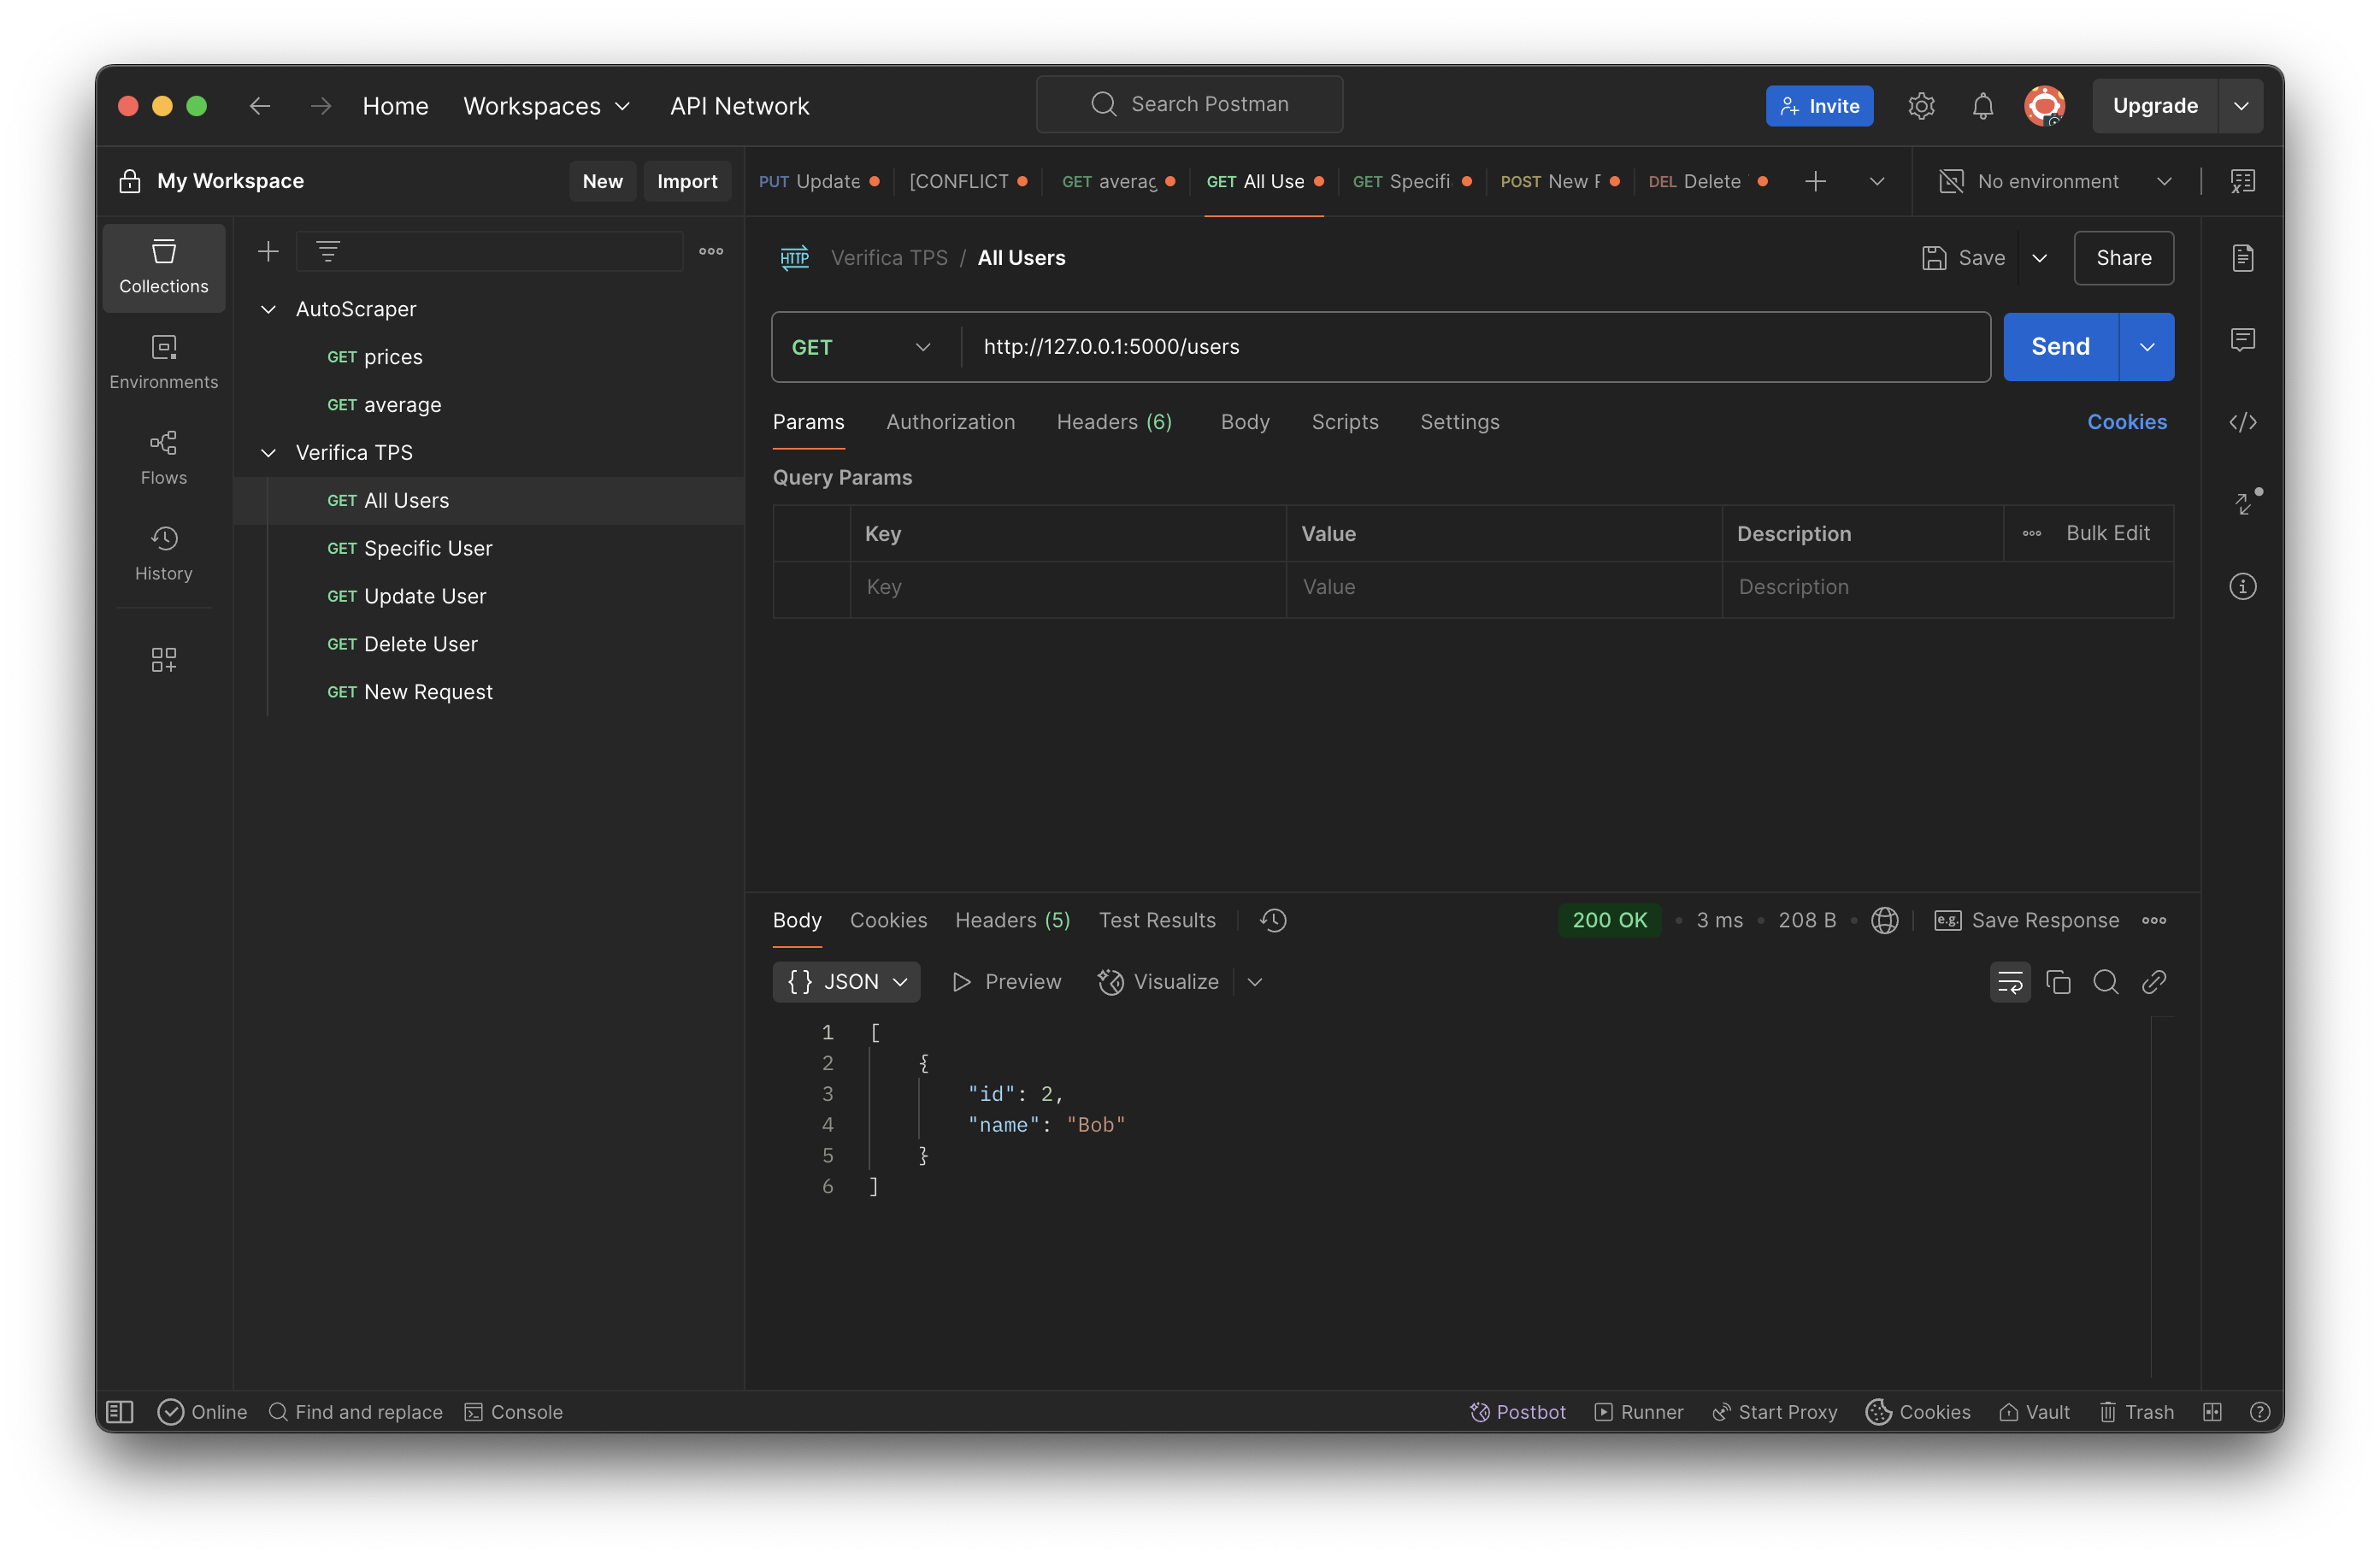 Home Workspaces API Network Search Postman Invite Upgrade
My Workspace New Import
PUT Update [CONFLICT GET averag GET All Use GET Specifi POST New F DEL Delete No environment
Collections
Environments
Flows
History
AutoScraper
GET prices
GET average
Verifica TPS
GET All Users
GET Specific User
GET Update User
GET Delete User
GET New Request
HTTP Verifica TPS / All Users Save Share
GET http://127.0.0.1:5000/users Send
Params Authorization Headers (6) Body Scripts Settings Cookies
Query Params
Key Value Description Bulk Edit
Key Value Description
Body Cookies Headers (5) Test Results 200 OK 3 ms 208 B e.g. Save Response
{} JSON Preview Visualize
1 [
2 {
3 "id": 2,
4 "name": "Bob"
5 }
6 ]
Online Find and replace Console Postbot Runner Start Proxy Cookies Vault Trash